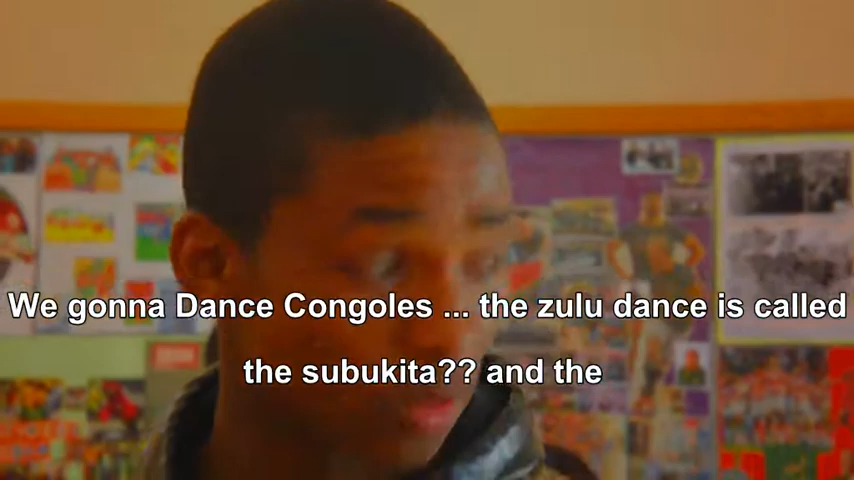 We gonna Dance Congoles ... the zulu dance is called
the subukita?? and the